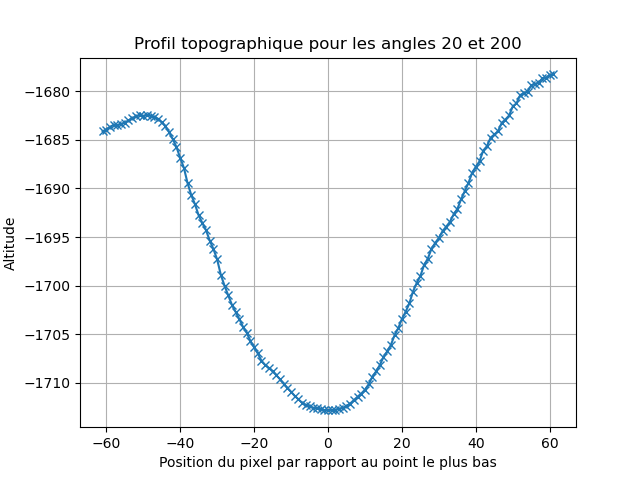 Profil topographique pour les angles 20 et 200
Altitude
−1680
−1685
−1690
−1695
−1700
−1705
−1710
−60 −40 −20 0 20 40 60
Position du pixel par rapport au point le plus bas